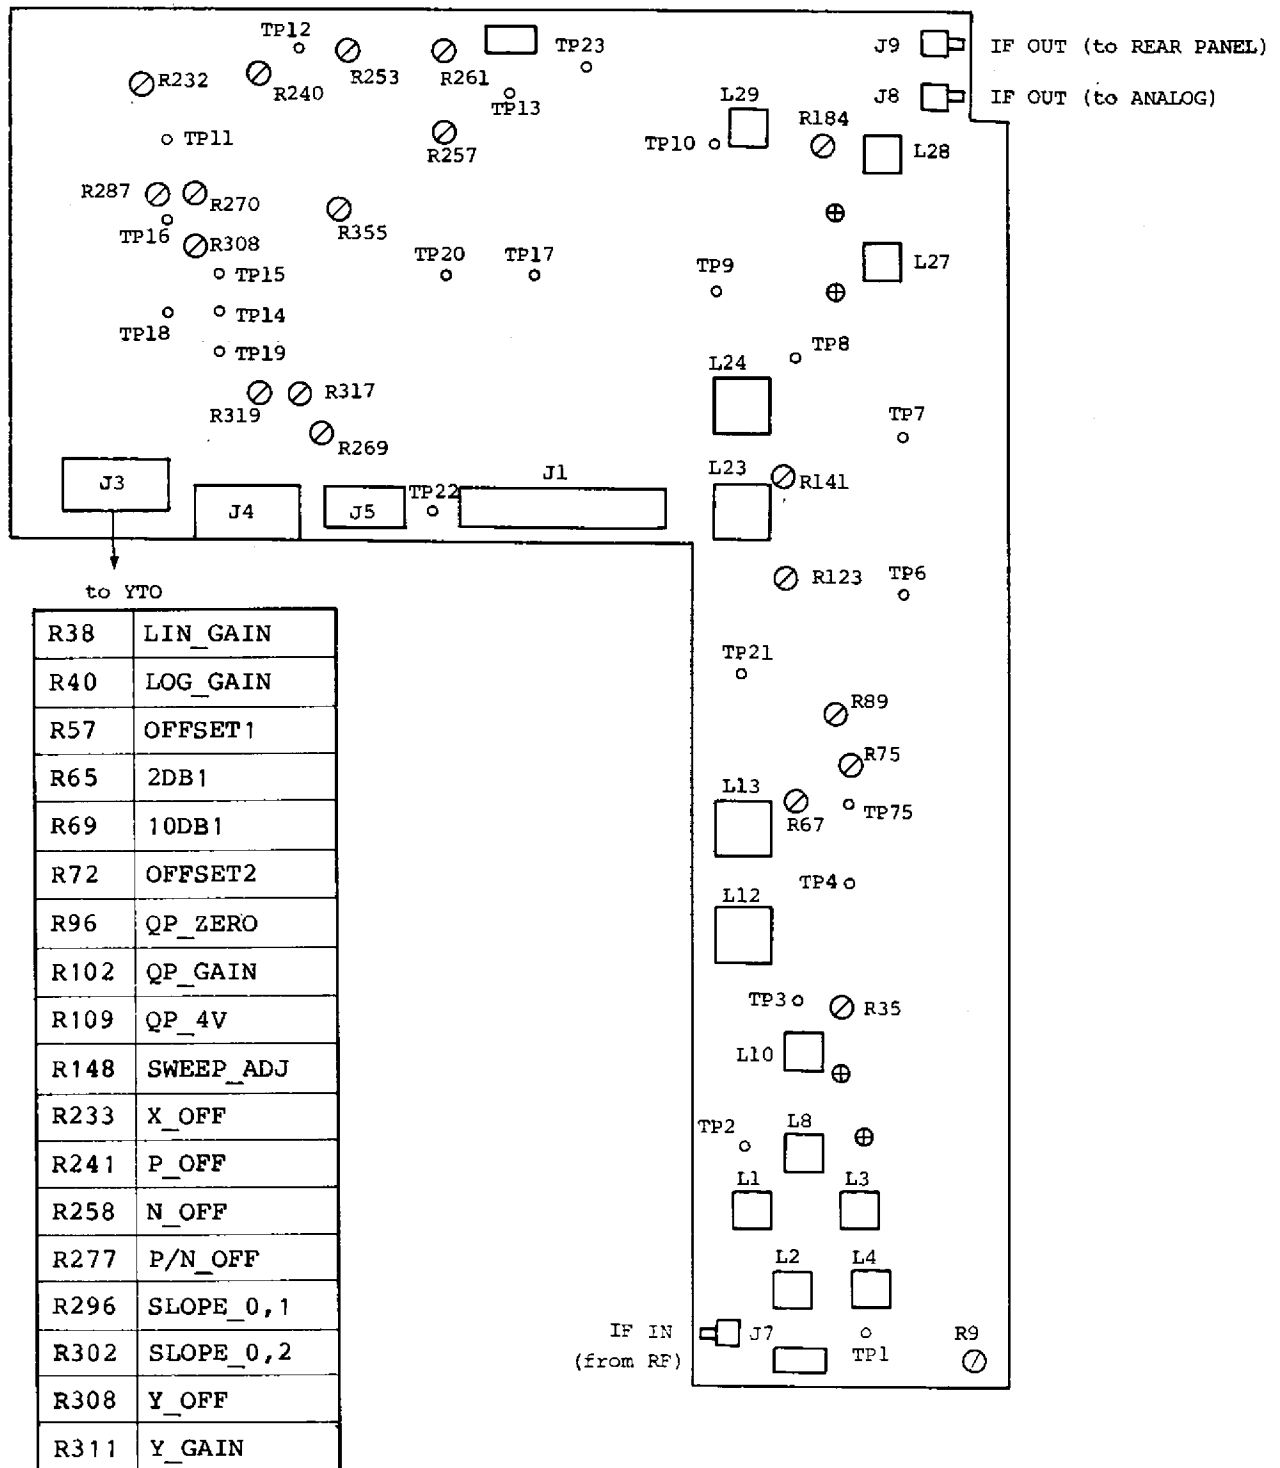 TP12
TP23
J9 IF OUT (to REAR PANEL)
R232
R253
R261
R240
TP13
L29
J8 IF OUT (to ANALOG)
R184
TP11
R257
TP10
L28
R287
R270
TP16
R308
R355
TP20
TP17
TP9
L27
TP15
TP14
TP18
TP19
TP8
L24
R319
R317
TP7
R269
J3
J4
J5
TP22
J1
L23
R141
to YTO
R123
TP6
R38 LIN_GAIN
R40 LOG_GAIN
R57 OFFSET1
R65 2DB1
R69 10DB1
R72 OFFSET2
R96 QP_ZERO
R102 QP_GAIN
R109 QP_4V
R148 SWEEP_ADJ
R233 X_OFF
R241 P_OFF
R258 N_OFF
R277 P/N_OFF
R296 SLOPE_0,1
R302 SLOPE_0,2
R308 Y_OFF
R311 Y_GAIN
TP21
R89
R75
L13
R67
TP75
TP4
L12
TP3
R35
L10
TP2
L8
L1
L3
L2
L4
IF IN
(from RF)
J7
TP1
R9